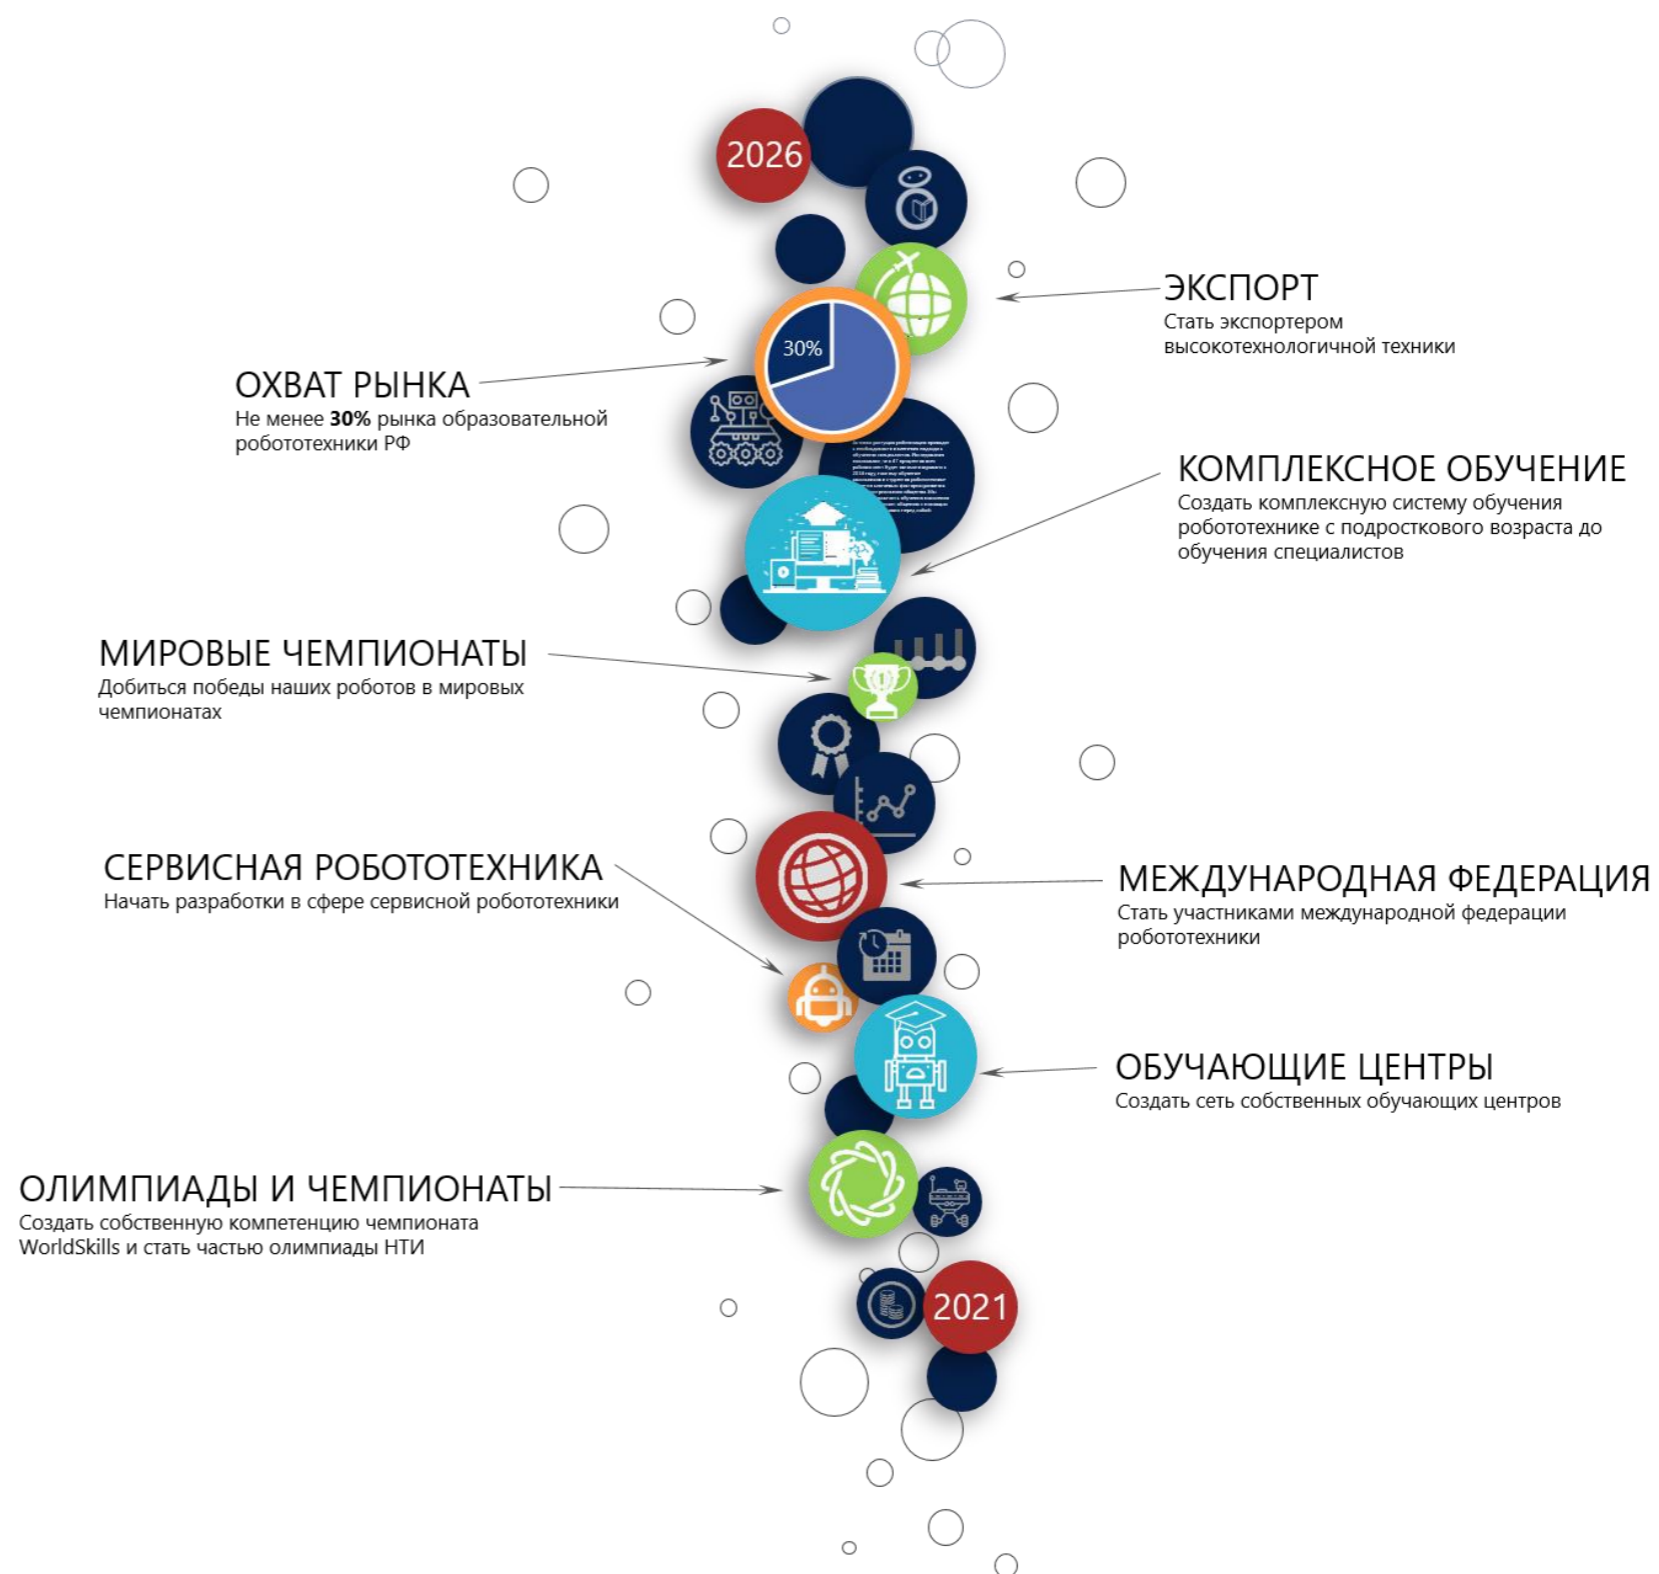 2026
ЭКСПОРТ
Стать экспортером
высокотехнологичной техники
30%
ОХВАТ РЫНКА
Не менее 30% рынка образовательной
робототехники РФ
КОМПЛЕКСНОЕ ОБУЧЕНИЕ
Создать комплексную систему обучения
робототехнике с подросткового возраста до
обучения специалистов
МИРОВЫЕ ЧЕМПИОНАТЫ
Добиться победы наших роботов в мировых
чемпионатах
1
СЕРВИСНАЯ РОБОТОТЕХНИКА
Начать разработки в сфере сервисной робототехники
МЕЖДУНАРОДНАЯ ФЕДЕРАЦИЯ
Стать участниками международной федерации
робототехники
ОБУЧАЮЩИЕ ЦЕНТРЫ
Создать сеть собственных обучающих центров
ОЛИМПИАДЫ И ЧЕМПИОНАТЫ
Создать собственную компетенцию чемпионата
WorldSkills и стать частью олимпиады НТИ
2021